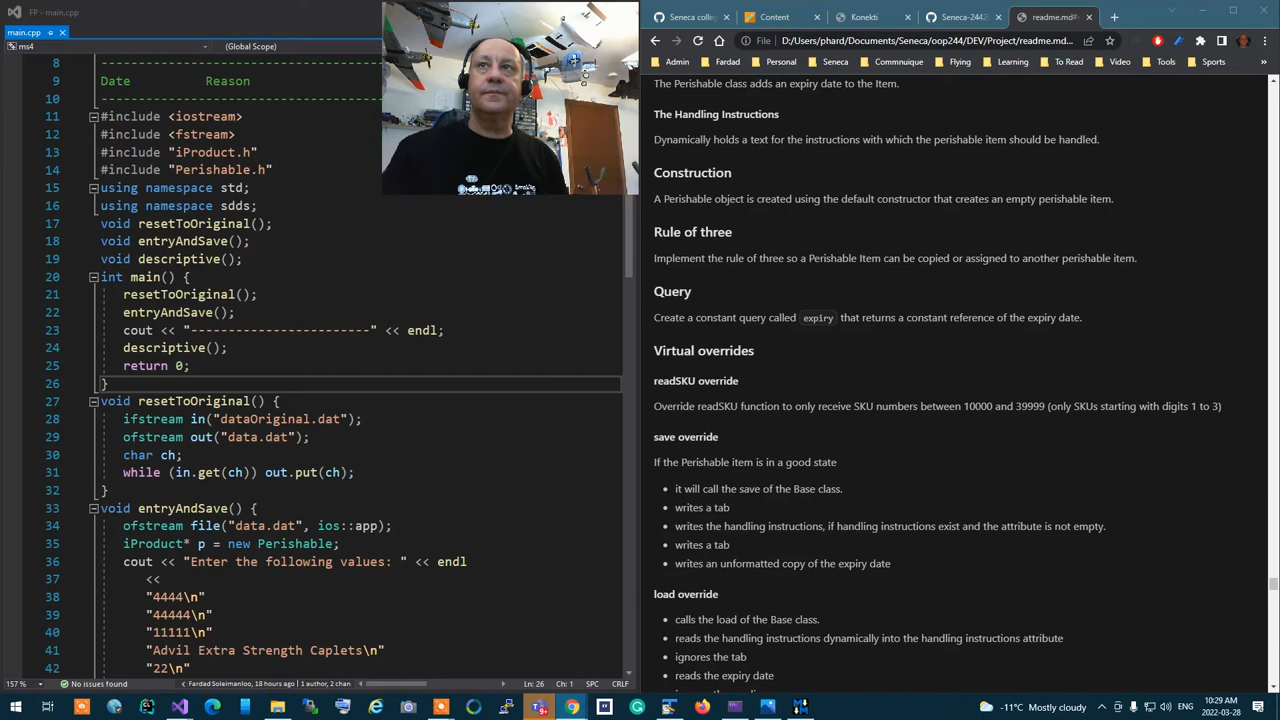 FP - main.cpp
main.cpp
ms4
(Global Scope)
8 ----------------------------------
9 Date Reason
10 ----------------------------------
11 #include <iostream>
12 #include <fstream>
13 #include "iProduct.h"
14 #include "Perishable.h"
15 using namespace std;
16 using namespace sdds;
17 void resetToOriginal();
18 void entryAndSave();
19 void descriptive();
20 int main() {
21 resetToOriginal();
22 entryAndSave();
23 cout << "------------------------" << endl;
24 descriptive();
25 return 0;
26 }
27 void resetToOriginal() {
28 ifstream in("dataOriginal.dat");
29 ofstream out("data.dat");
30 char ch;
31 while (in.get(ch)) out.put(ch);
32 }
33 void entryAndSave() {
34 ofstream file("data.dat", ios::app);
35 iProduct* p = new Perishable;
36 cout << "Enter the following values: " << endl
37 <<
38 "4444\n"
39 "44444\n"
40 "11111\n"
41 "Advil Extra Strength Caplets\n"
42 "22\n"
157 %
No issues found
Fardad Soleimanloo, 18 hours ago | 1 author, 2 chan
Ln: 26 Ch: 1 SPC CRLF
Seneca colle
Content
Konekti
Seneca-2442
readme.md#
File
D:/Users/phard/Documents/Seneca/oop244/DEV/Project/readme.md...
Admin
Fardad
Personal
Seneca
Commnuique
Flying
Learning
To Read
Video
Tools
Sports
The Perishable class adds an expiry date to the Item.
The Handling Instructions
Dynamically holds a text for the instructions with which the perishable item should be handled.
Construction
A Perishable object is created using the default constructor that creates an empty perishable item.
Rule of three
Implement the rule of three so a Perishable Item can be copied or assigned to another perishable item.
Query
Create a constant query called expiry that returns a constant reference of the expiry date.
Virtual overrides
readSKU override
Override readSKU function to only receive SKU numbers between 10000 and 39999 (only SKUs starting with digits 1 to 3)
save override
If the Perishable item is in a good state
• it will call the save of the Base class.
• writes a tab
• writes the handling instructions, if handling instructions exist and the attribute is not empty.
• writes a tab
• writes an unformatted copy of the expiry date
load override
• calls the load of the Base class.
• reads the handling instructions dynamically into the handling instructions attribute
• ignores the tab
• reads the expiry date
-11°C Mostly cloudy
10:29 AM
2022-03-28